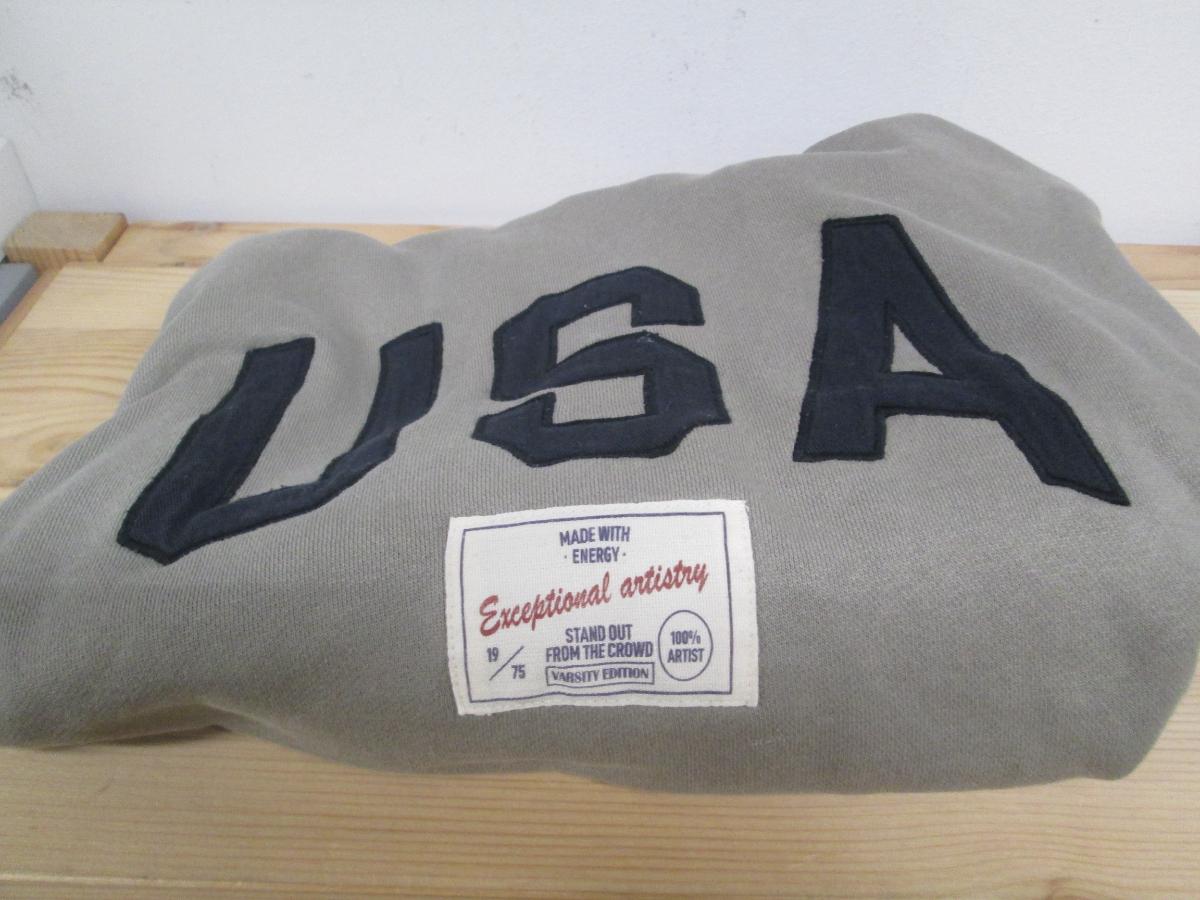 USA
MADE WITH
· ENERGY ·
Exceptional artistry
19/75
STAND OUT
FROM THE CROWD
VARSITY EDITION
100%
ARTIST